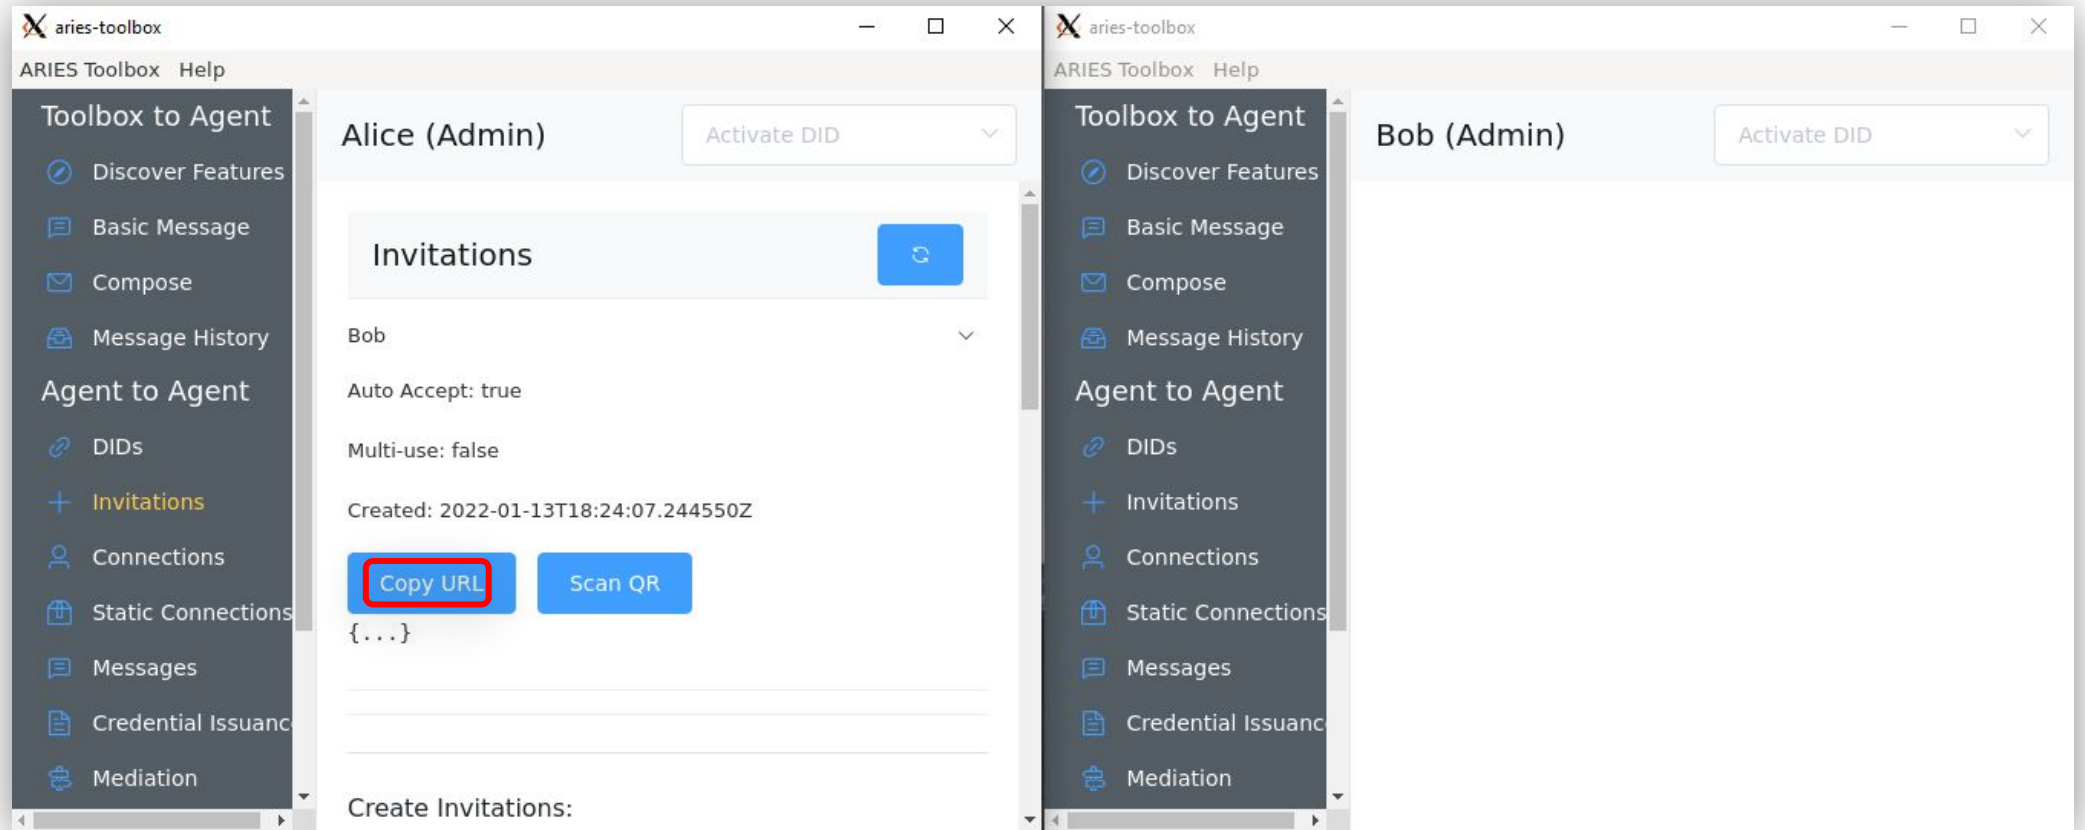 aries-toolbox
ARIES Toolbox Help
Toolbox to Agent
Discover Features
Basic Message
Compose
Message History
Agent to Agent
DIDs
Invitations
Connections
Static Connections
Messages
Credential Issuanc
Mediation
Alice (Admin)
Activate DID
Invitations
Bob
Auto Accept: true
Multi-use: false
Created: 2022-01-13T18:24:07.244550Z
Copy URL
Scan QR
{...}
Create Invitations:
aries-toolbox
ARIES Toolbox Help
Toolbox to Agent
Discover Features
Basic Message
Compose
Message History
Agent to Agent
DIDs
Invitations
Connections
Static Connections
Messages
Credential Issuanc
Mediation
Bob (Admin)
Activate DID